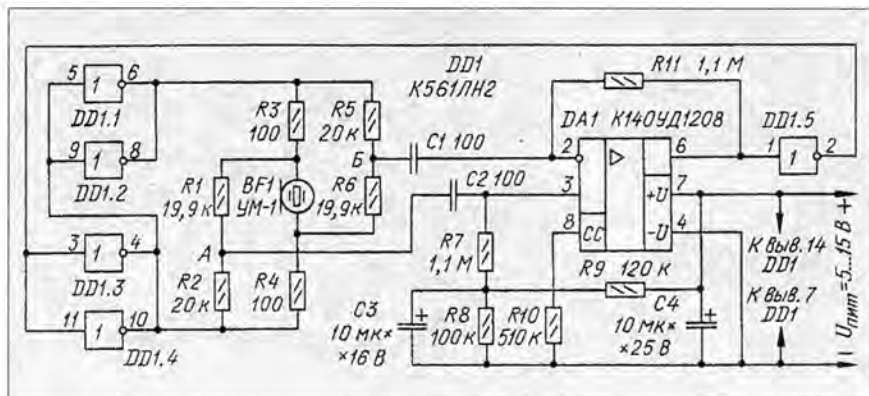 DD1
К561ЛН2
R11 1,1 М
5
1
6
DD1.1
9
1
8
DD1.2
3
1
4
DD1.3
11
1
10
DD1.4
R3
100
R5
20 к
Б
С1 100
R1
19,9 к
BF1
УМ-1
R6
19,9 к
А
R2
20 к
R4
100
С2 100
DA1 К140УД1208
2
3
8
СС
6
7
+U
4
-U
DD1.5
1
1
2
R7
1,1 М
R9 120 к
С3
10 мк×
×16 В
R8
100 к
R10
510 к
С4
10 мк×
×25 В
К выв. 14
DD1
К выв. 7
DD1
Uпит=5...15 В +